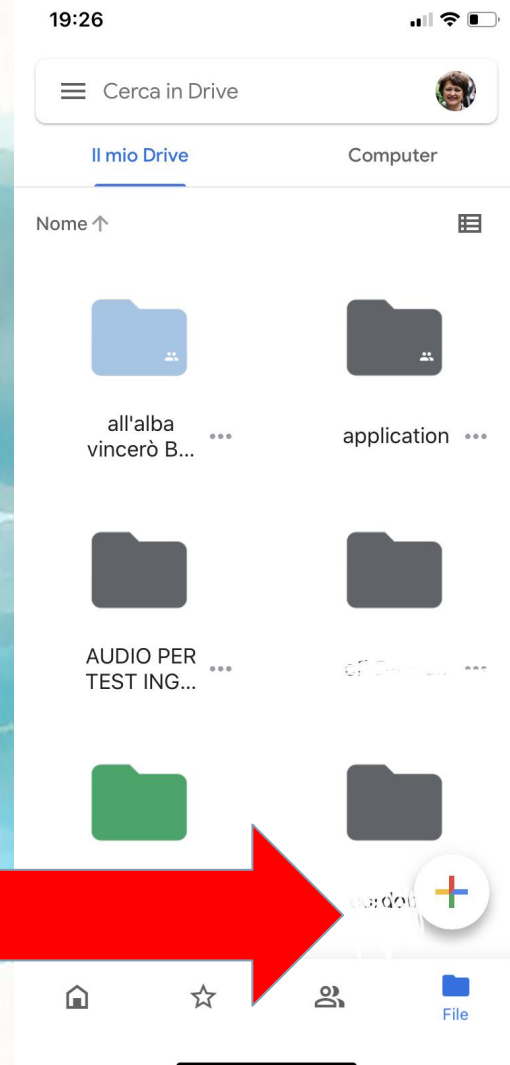 19:26
Cerca in Drive
Il mio Drive
Computer
Nome
all'alba
vincerò B...
application
AUDIO PER
TEST ING...
File